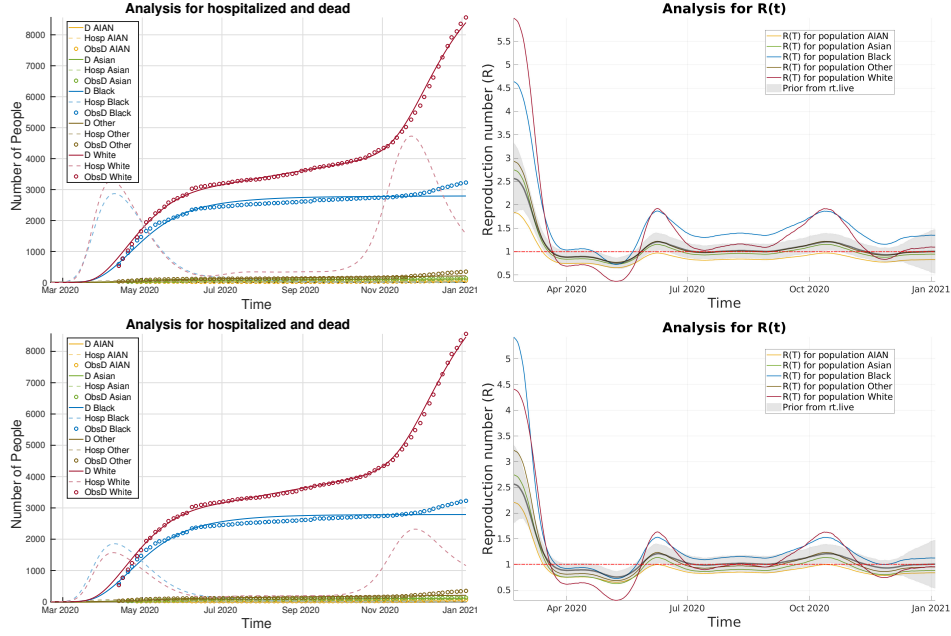 Analysis for hospitalized and dead
D AIAN
Hosp AIAN
ObsD AIAN
D Asian
Hosp Asian
ObsD Asian
D Black
Hosp Black
ObsD Black
D Other
Hosp Other
ObsD Other
D White
Hosp White
ObsD White
Number of People
8000
7000
6000
5000
4000
3000
2000
1000
0
Mar 2020
May 2020
Jul 2020
Sep 2020
Nov 2020
Jan 2021
Time
Analysis for R(t)
R(T) for population AIAN
R(T) for population Asian
R(T) for population Black
R(T) for population Other
R(T) for population White
Prior from rt.live
Reproduction number (R)
5.5
5
4.5
4
3.5
3
2.5
2
1.5
1
0.5
Apr 2020
Jul 2020
Oct 2020
Jan 2021
Time
Analysis for hospitalized and dead
D AIAN
Hosp AIAN
ObsD AIAN
D Asian
Hosp Asian
ObsD Asian
D Black
Hosp Black
ObsD Black
D Other
Hosp Other
ObsD Other
D White
Hosp White
ObsD White
Number of People
8000
7000
6000
5000
4000
3000
2000
1000
0
Mar 2020
May 2020
Jul 2020
Sep 2020
Nov 2020
Jan 2021
Time
Analysis for R(t)
R(T) for population AIAN
R(T) for population Asian
R(T) for population Black
R(T) for population Other
R(T) for population White
Prior from rt.live
Reproduction number (R)
5
4.5
4
3.5
3
2.5
2
1.5
1
0.5
Apr 2020
Jul 2020
Oct 2020
Jan 2021
Time